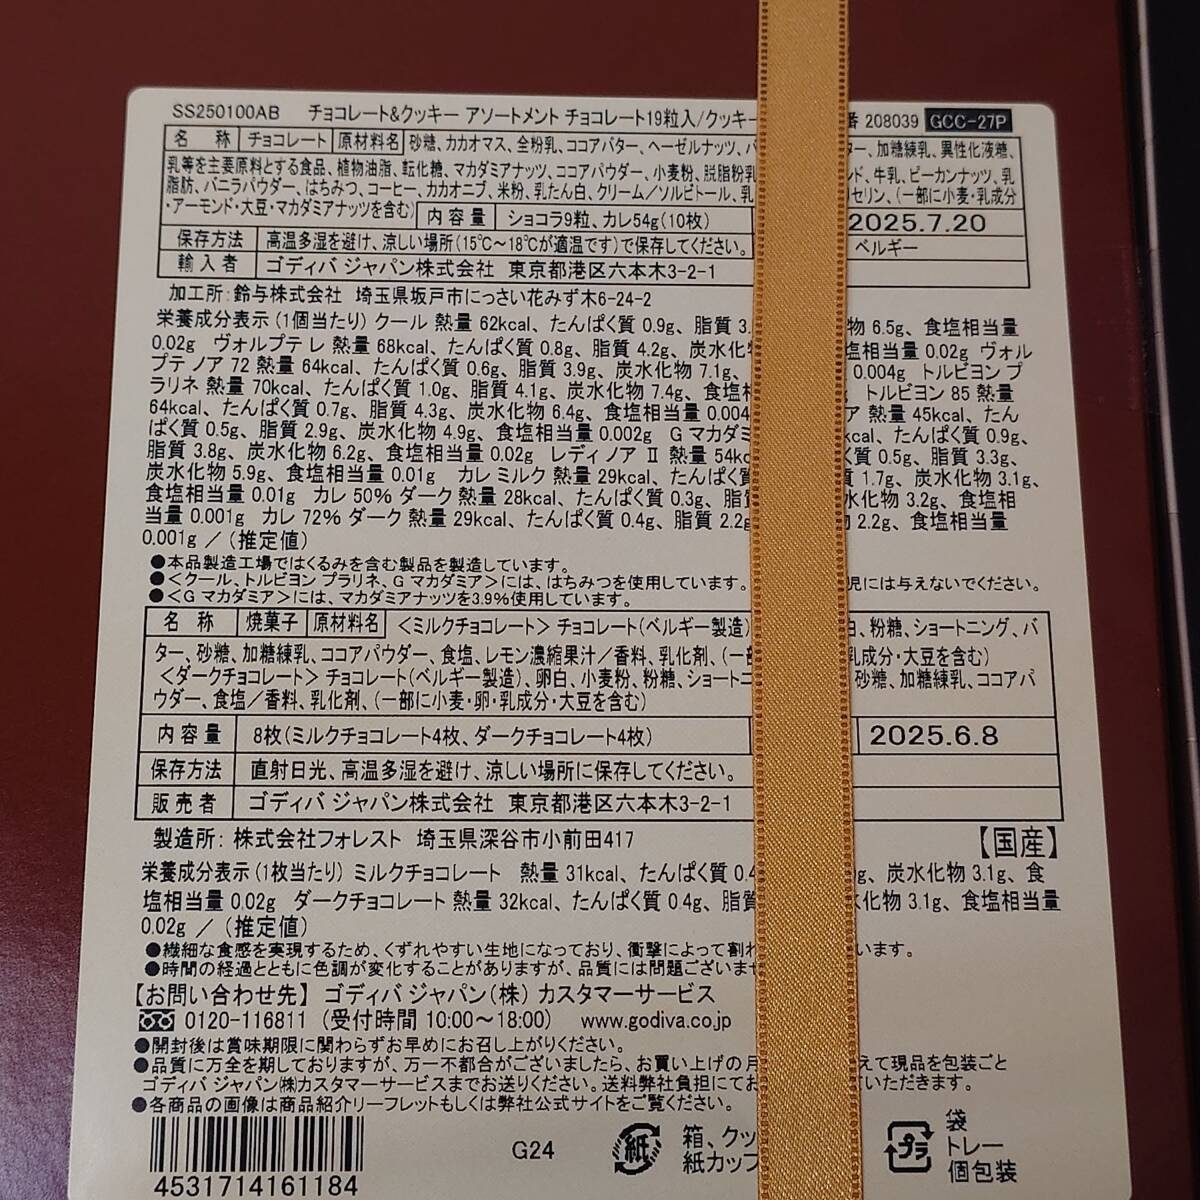 SS250100AB チョコレート&クッキー アソートメント チョコレート19粒入/クッキー 番 208039 GCC-27P
名 称 チョコレート 原材料名 砂糖、カカオマス、全粉乳、ココアバター、ヘーゼルナッツ、バ ター、加糖練乳、異性化液糖、
乳等を主要原料とする食品、植物油脂、転化糖、マカダミアナッツ、ココアパウダー、小麦粉、脱脂粉乳 ンド、牛乳、ピーカンナッツ、乳
脂肪、バニラパウダー、はちみつ、コーヒー、カカオニブ、米粉、乳たん白、クリーム/ソルビトール、乳 セリン、(一部に小麦・乳成分
・アーモンド・大豆・マカダミアナッツを含む) 内容量 ショコラ9粒、カレ54g(10枚) 2025.7.20
保存方法 高温多湿を避け、涼しい場所(15℃~18℃が適温です)で保存してください。 ベルギー
輸入者 ゴディバ ジャパン株式会社 東京都港区六本木3-2-1
加工所:鈴与株式会社 埼玉県坂戸市にっさい花みず木6-24-2
栄養成分表示(1個当たり) クール 熱量 62kcal、たんぱく質 0.9g、脂質 3. 物 6.5g、食塩相当量
0.02g ヴォルプテ レ 熱量 68kcal、たんぱく質 0.8g、脂質 4.2g、炭水化 塩相当量 0.02g ヴォル
プテ ノア 72 熱量 64kcal、たんぱく質 0.6g、脂質 3.9g、炭水化物 7.1g、 0.004g トルビヨン プ
ラリネ 熱量 70kcal、たんぱく質 1.0g、脂質 4.1g、炭水化物 7.4g、食塩相 トルビヨン 85 熱量
64kcal、たんぱく質 0.7g、脂質 4.3g、炭水化物 6.4g、食塩相当量 0.004 ア 熱量 45kcal、たん
ぱく質 0.5g、脂質 2.9g、炭水化物 4.9g、食塩相当量 0.002g G マカダミ kcal、たんぱく質 0.9g、
脂質 3.8g、炭水化物 6.2g、食塩相当量 0.02g レディ ノア Ⅱ 熱量 54kc く質 0.5g、脂質 3.3g、
炭水化物 5.9g、食塩相当量 0.01g カレ ミルク 熱量 29kcal、たんぱく 質 1.7g、炭水化物 3.1g、
食塩相当量 0.01g カレ 50% ダーク 熱量 28kcal、たんぱく質 0.3g、脂 水化物 3.2g、食塩相
当量 0.001g カレ 72% ダーク 熱量 29kcal、たんぱく質 0.4g、脂質 2.2g 物 2.2g、食塩相当量
0.001g /(推定値)
●本品製造工場ではくるみを含む製品を製造しています。
●<クール、トルビヨン プラリネ、G マカダミア>には、はちみつを使用しています。 児には与えないでください。
●<G マカダミア>には、マカダミアナッツを3.9%使用しています。
名 称 焼菓子 原材料名 <ミルクチョコレート> チョコレート(ベルギー製造) 白、粉糖、ショートニング、バ
ター、砂糖、加糖練乳、ココアパウダー、食塩、レモン濃縮果汁/香料、乳化剤、(一部 乳成分・大豆を含む)
<ダークチョコレート> チョコレート(ベルギー製造)、卵白、小麦粉、粉糖、ショートニ 砂糖、加糖練乳、ココアパ
ウダー、食塩/香料、乳化剤、(一部に小麦・卵・乳成分・大豆を含む)
内容量 8枚(ミルクチョコレート4枚、ダークチョコレート4枚) 2025.6.8
保存方法 直射日光、高温多湿を避け、涼しい場所に保存してください。
販売者 ゴディバ ジャパン株式会社 東京都港区六本木3-2-1
製造所:株式会社フォレスト 埼玉県深谷市小前田417 【国産】
栄養成分表示(1枚当たり) ミルクチョコレート 熱量 31kcal、たんぱく質 0.4 g、炭水化物 3.1g、食
塩相当量 0.02g ダークチョコレート 熱量 32kcal、たんぱく質 0.4g、脂質 化物 3.1g、食塩相当量
0.02g /(推定値)
●繊細な食感を実現するため、くずれやすい生地になっており、衝撃によって割れ います。
●時間の経過とともに色調が変化することがありますが、品質には問題ございませ
【お問い合わせ先】ゴディバ ジャパン(株) カスタマーサービス
0120-116811 (受付時間 10:00~18:00) www.godiva.co.jp
●開封後は賞味期限に関わらずお早めにお召し上がりください。
●品質に万全を期しておりますが、万一不都合がございましたら、お買い上げの月 えて現品を包装ごと
ゴディバ ジャパン㈱カスタマーサービスまでお送りください。送料弊社負担にてお ていただきます。
●各商品の画像は商品紹介リーフレットもしくは弊社公式サイトをご覧ください。
4531714161184
G24
紙 箱、クッ
紙カップ
プラ 袋
トレー
個包装